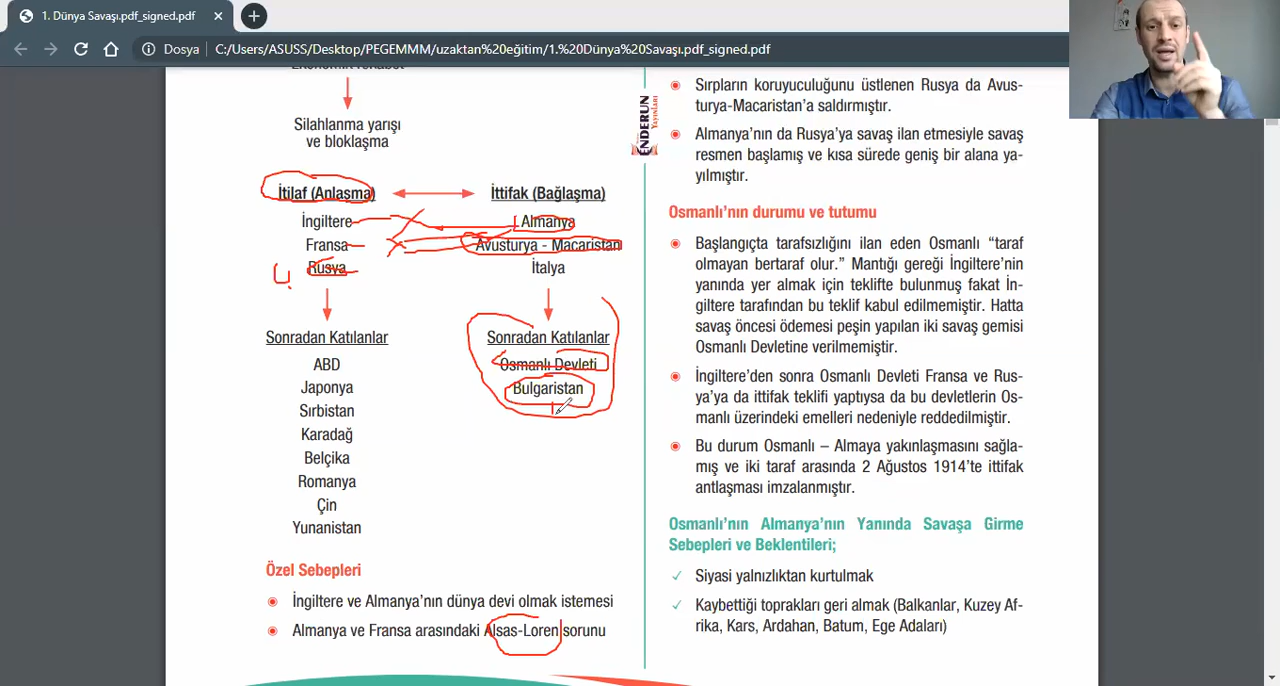 1. Dünya Savaşı.pdf_signed.pdf
Dosya
C:/Users/ASUSS/Desktop/PEGEMMM/uzaktan%20eğitim/1.%20Dünya%20Savaşı.pdf_signed.pdf
Ekonomik rekabet
Silahlanma yarışı
ve bloklaşma
İtilaf (Anlaşma)
İttifak (Bağlaşma)
İngiltere
Almanya
Fransa
Avusturya - Macaristan
Rusya
İtalya
Sonradan Katılanlar
ABD
Japonya
Sırbistan
Karadağ
Belçika
Romanya
Çin
Yunanistan
Sonradan Katılanlar
Osmanlı Devleti
Bulgaristan
Özel Sebepleri
İngiltere ve Almanya’nın dünya devi olmak istemesi
Almanya ve Fransa arasındaki Alsas-Loren sorunu
ENDERUN
YAYINLARI
Sırpların koruyuculuğunu üstlenen Rusya da Avus-
turya-Macaristan’a saldırmıştır.
Almanya’nın da Rusya’ya savaş ilan etmesiyle savaş
resmen başlamış ve kısa sürede geniş bir alana ya-
yılmıştır.
Osmanlı’nın durumu ve tutumu
Başlangıçta tarafsızlığını ilan eden Osmanlı “taraf
olmayan bertaraf olur.” Mantığı gereği İngiltere’nin
yanında yer almak için teklifte bulunmuş fakat İn-
giltere tarafından bu teklif kabul edilmemiştir. Hatta
savaş öncesi ödemesi peşin yapılan iki savaş gemisi
Osmanlı Devletine verilmemiştir.
İngiltere’den sonra Osmanlı Devleti Fransa ve Rus-
ya’ya da ittifak teklifi yaptıysa da bu devletlerin Os-
manlı üzerindeki emelleri nedeniyle reddedilmiştir.
Bu durum Osmanlı – Almaya yakınlaşmasını sağla-
mış ve iki taraf arasında 2 Ağustos 1914’te ittifak
antlaşması imzalanmıştır.
Osmanlı’nın Almanya’nın Yanında Savaşa Girme
Sebepleri ve Beklentileri;
Siyasi yalnızlıktan kurtulmak
Kaybettiği toprakları geri almak (Balkanlar, Kuzey Af-
rika, Kars, Ardahan, Batum, Ege Adaları)